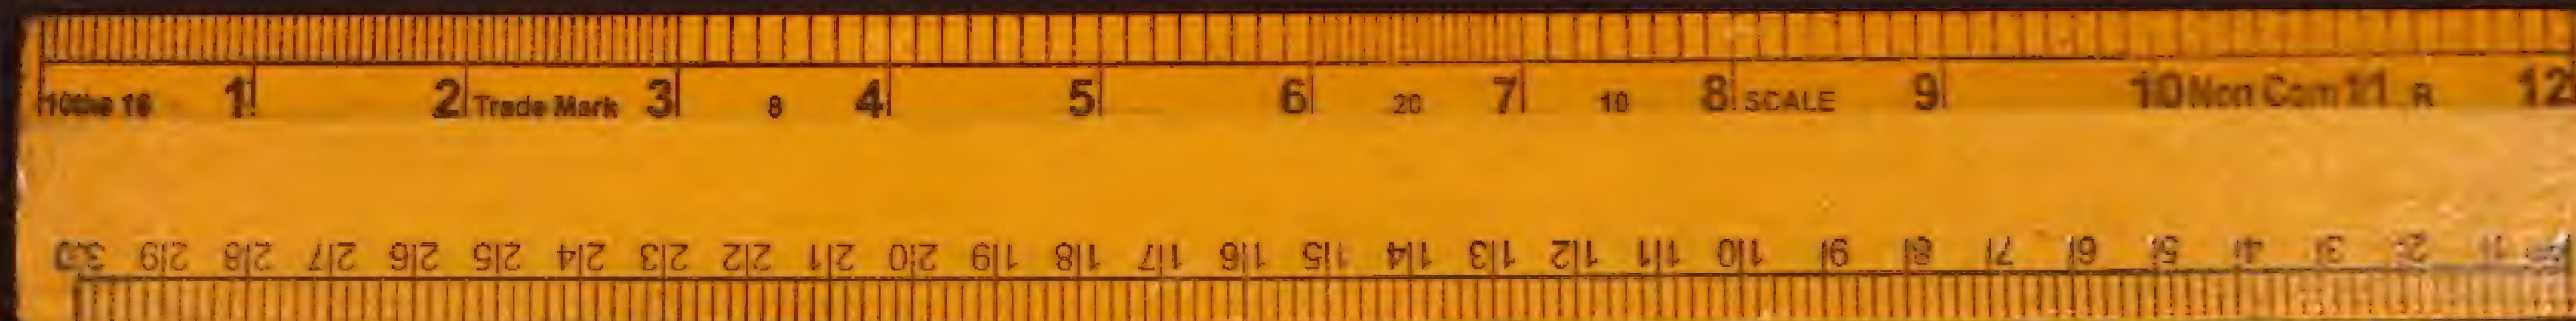 10ths 16 1 2 Trade Mark 3 8 4 5 6 20 7 10 8 SCALE 9 10 Non Com 11 R 12
30 29 28 27 26 25 24 23 22 21 20 19 18 17 16 15 14 13 12 11 10 9 8 7 6 5 4 3 2 1